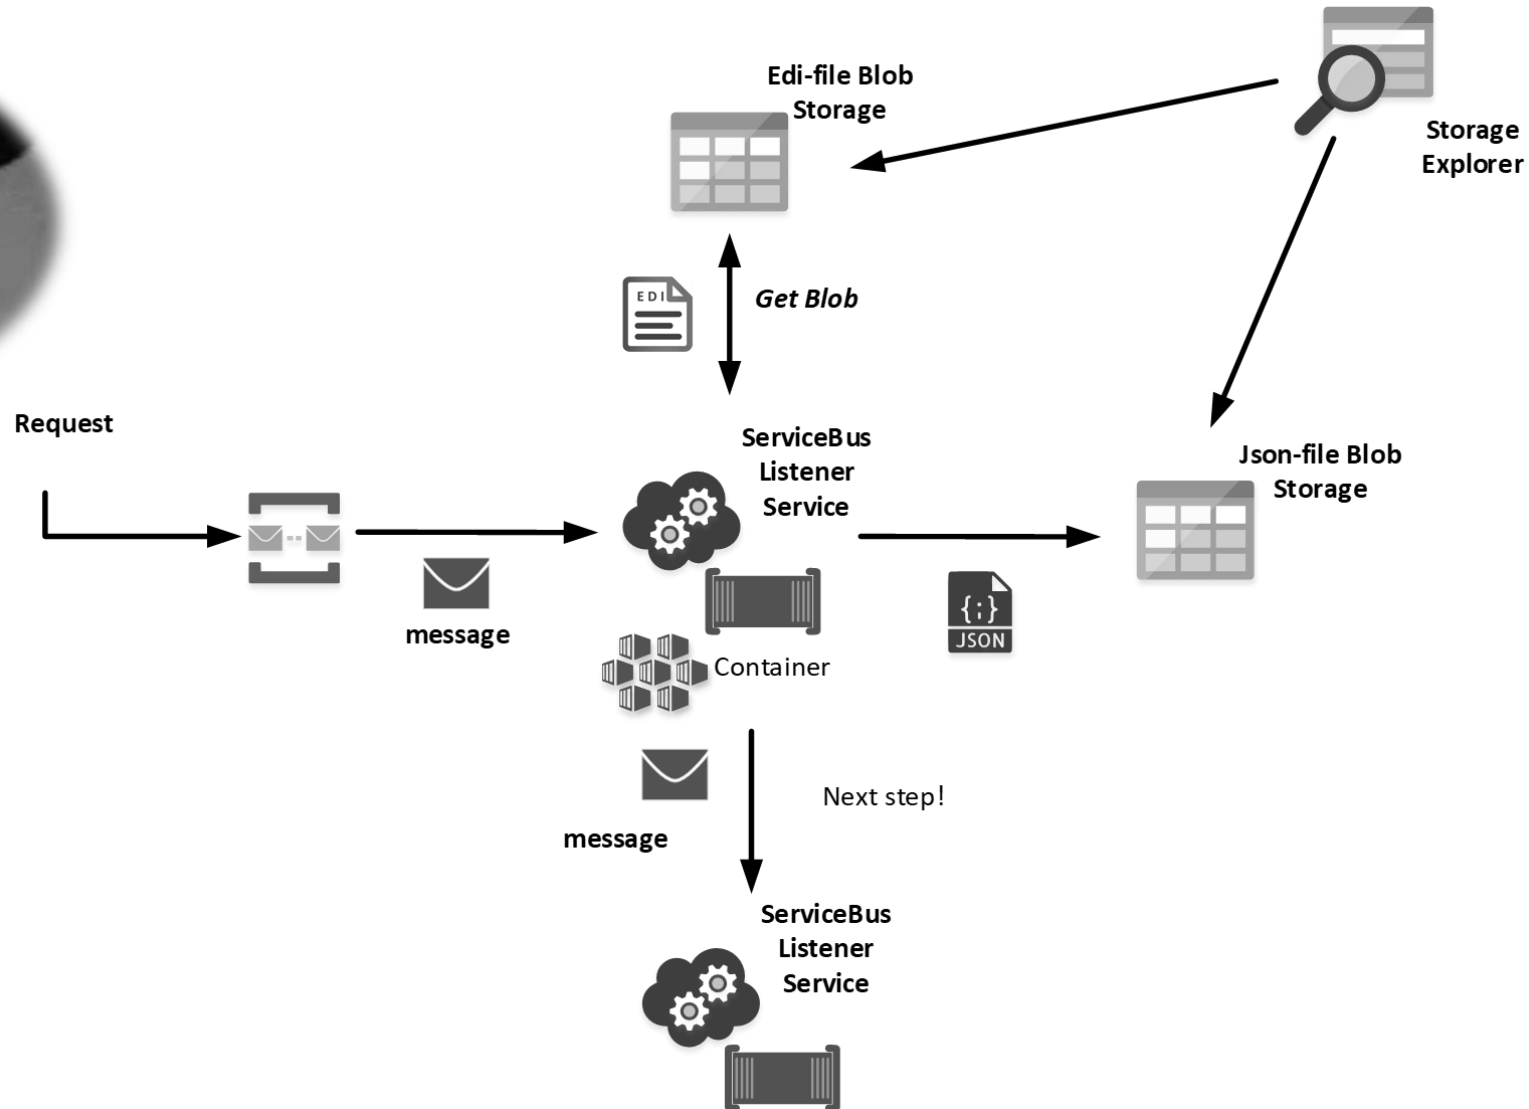 Edi-file Blob
Storage
Storage
Explorer
EDI
Get Blob
Request
ServiceBus
Listener
Service
Json-file Blob
Storage
message
{;}
JSON
Container
message
Next step!
ServiceBus
Listener
Service